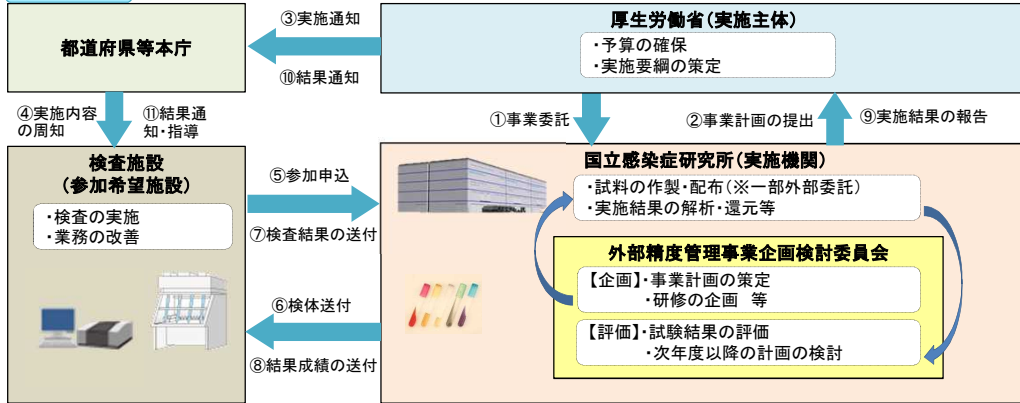 ③実施通知
厚生労働省(実施主体)
・予算の確保
・実施要綱の策定
都道府県等本庁
⑩結果通知
④実施内容
の周知
⑪結果通
知・指導
①事業委託
②事業計画の提出
⑨実施結果の報告
検査施設
(参加希望施設)
・検査の実施
・業務の改善
⑤参加申込
⑦検査結果の送付
国立感染症研究所(実施機関)
・試料の作製・配布(※一部外部委託)
・実施結果の解析・還元等
外部精度管理事業企画検討委員会
【企画】・事業計画の策定
・研修の企画 等
⑥検体送付
【評価】・試験結果の評価
・次年度以降の計画の検討
⑧結果成績の送付